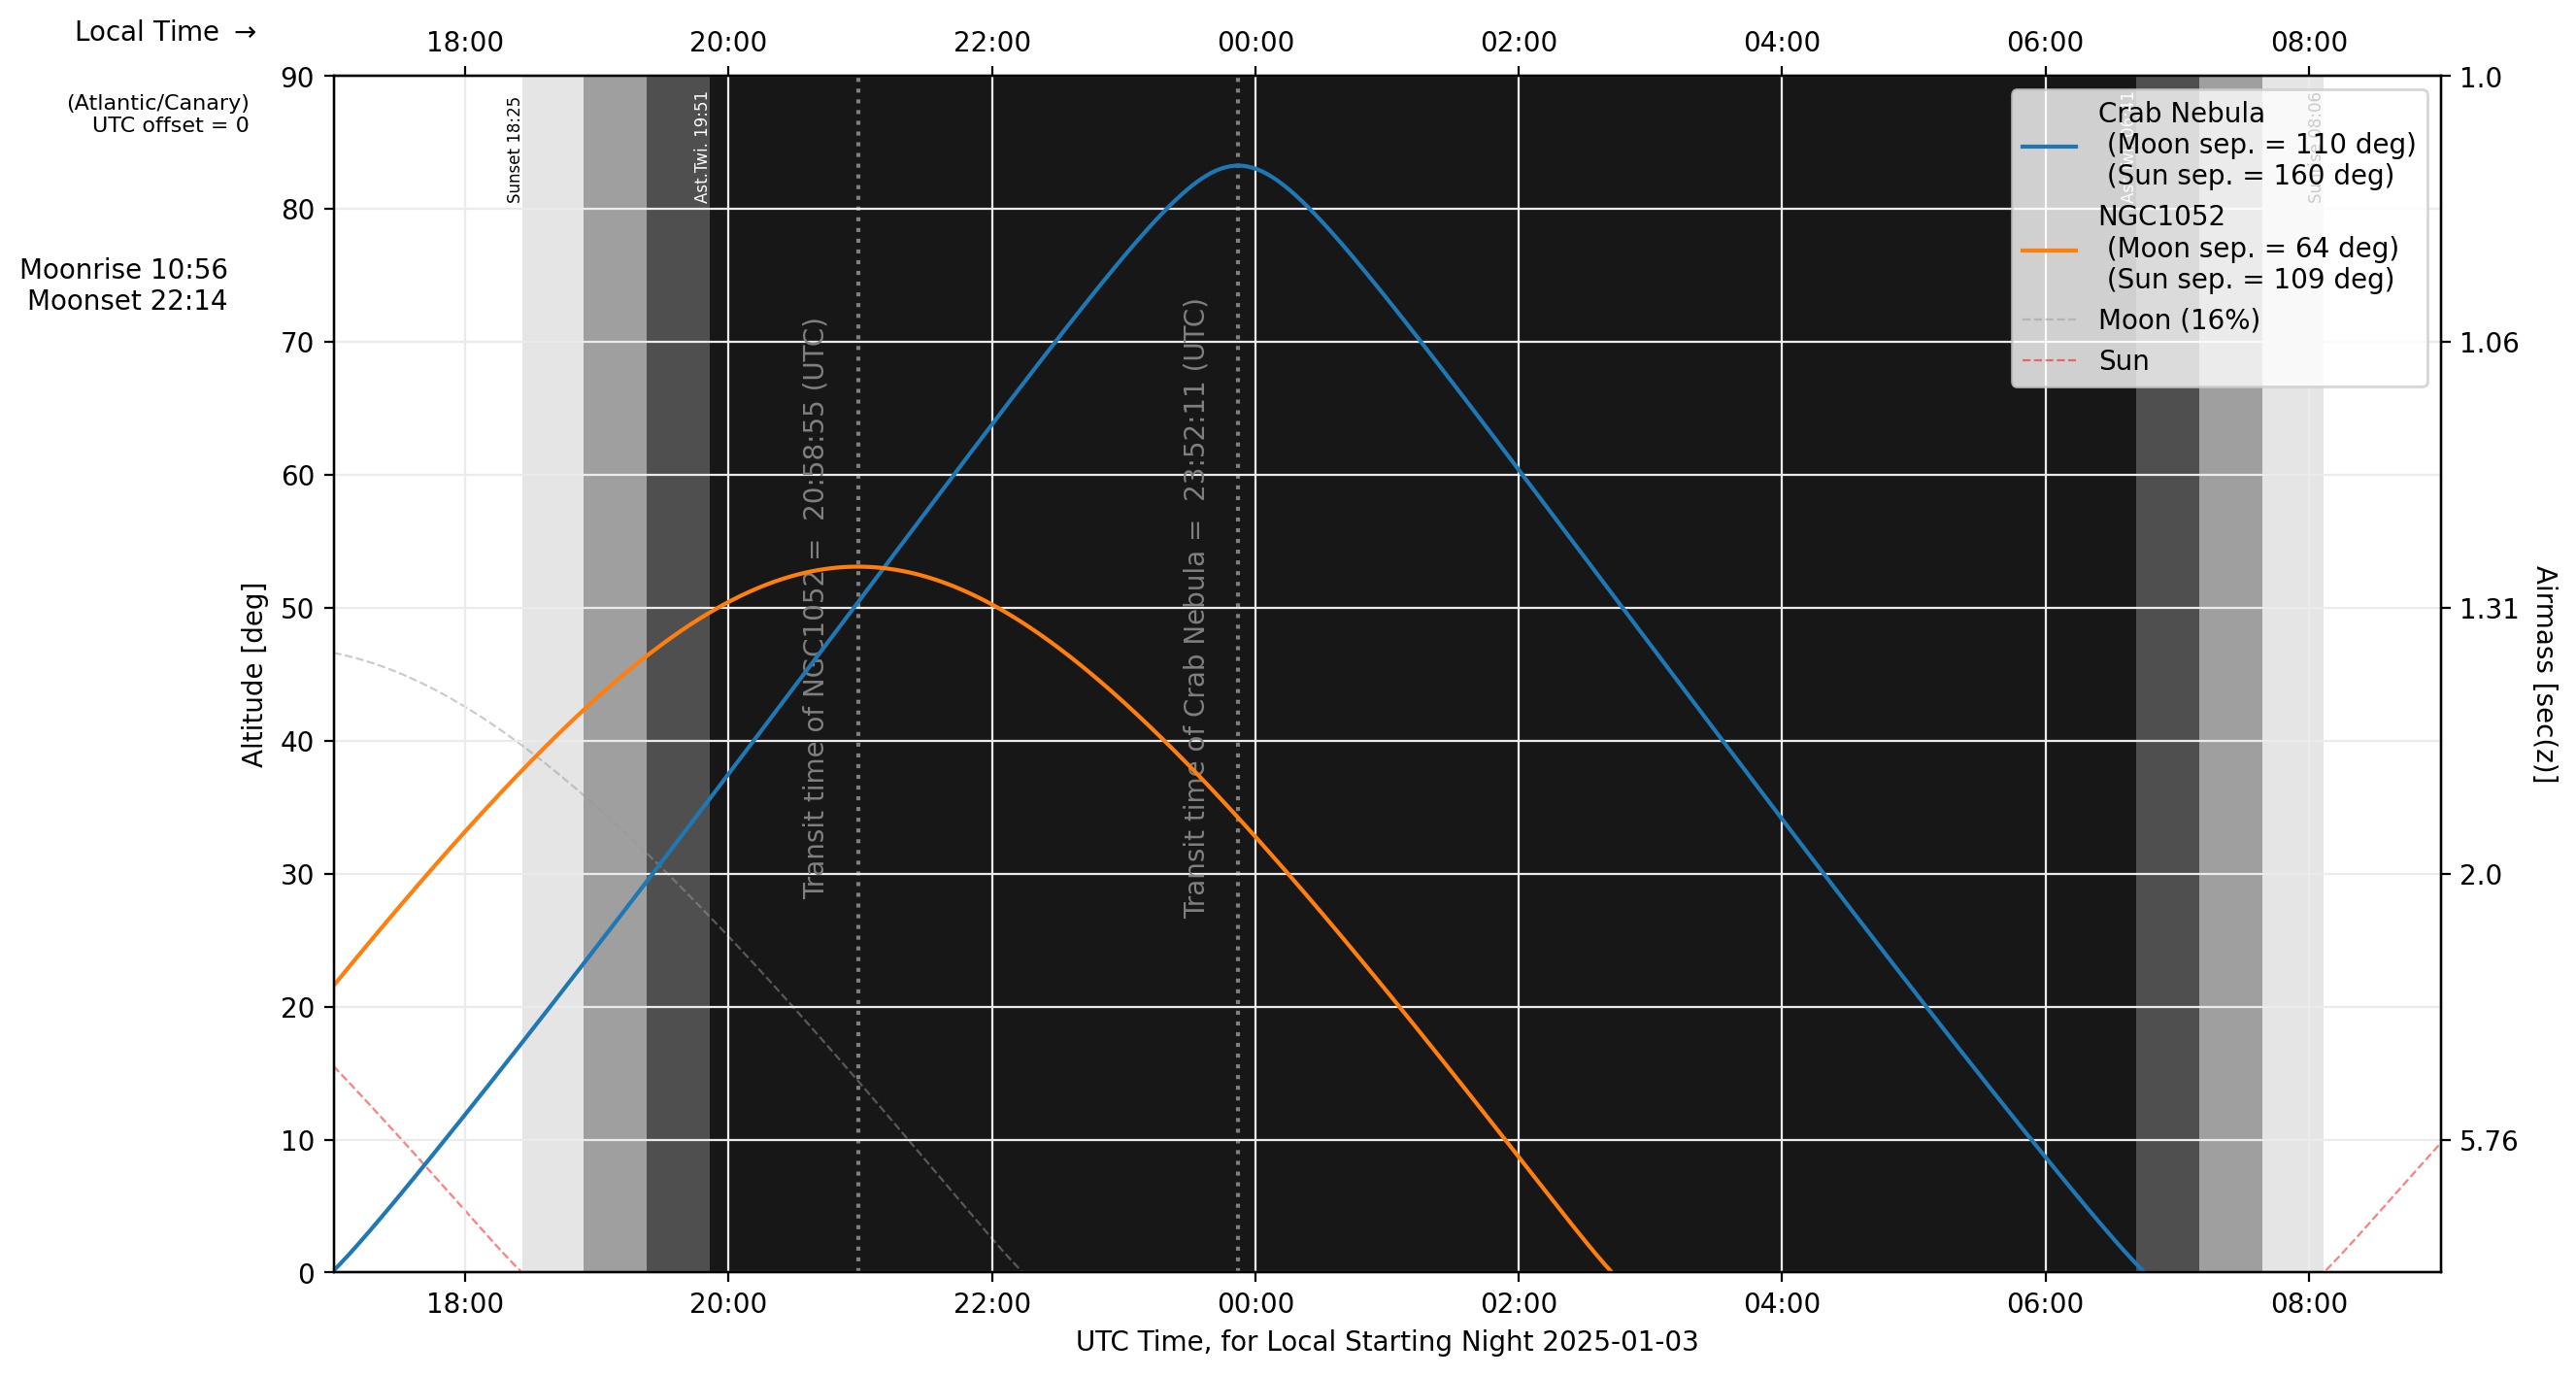 Local Time →
18:00 20:00 22:00 00:00 02:00 04:00 06:00 08:00
(Atlantic/Canary)
UTC offset = 0
Moonrise 10:56
Moonset 22:14
90
80
70
60
50
40
30
20
10
0
Altitude [deg]
Sunset 18:25
Ast.Twi. 19:51
Transit time of NGC1052 = 20:58:55 (UTC)
Transit time of Crab Nebula = 23:52:11 (UTC)
Crab Nebula
(Moon sep. = 110 deg)
(Sun sep. = 160 deg)
NGC1052
(Moon sep. = 64 deg)
(Sun sep. = 109 deg)
Moon (16%)
Sun
1.0
1.06
1.31
2.0
5.76
Airmass [sec(z)]
18:00 20:00 22:00 00:00 02:00 04:00 06:00 08:00
UTC Time, for Local Starting Night 2025-01-03